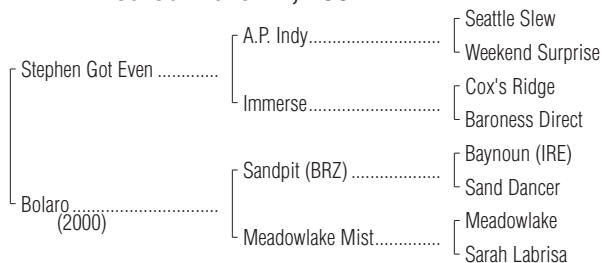 Seattle Slew
A.P. Indy
Weekend Surprise
Stephen Got Even
Cox's Ridge
Immerse
Baroness Direct
Baynoun (IRE)
Sandpit (BRZ)
Sand Dancer
Bolaro
(2000)
Meadowlake
Meadowlake Mist
Sarah Labrisa